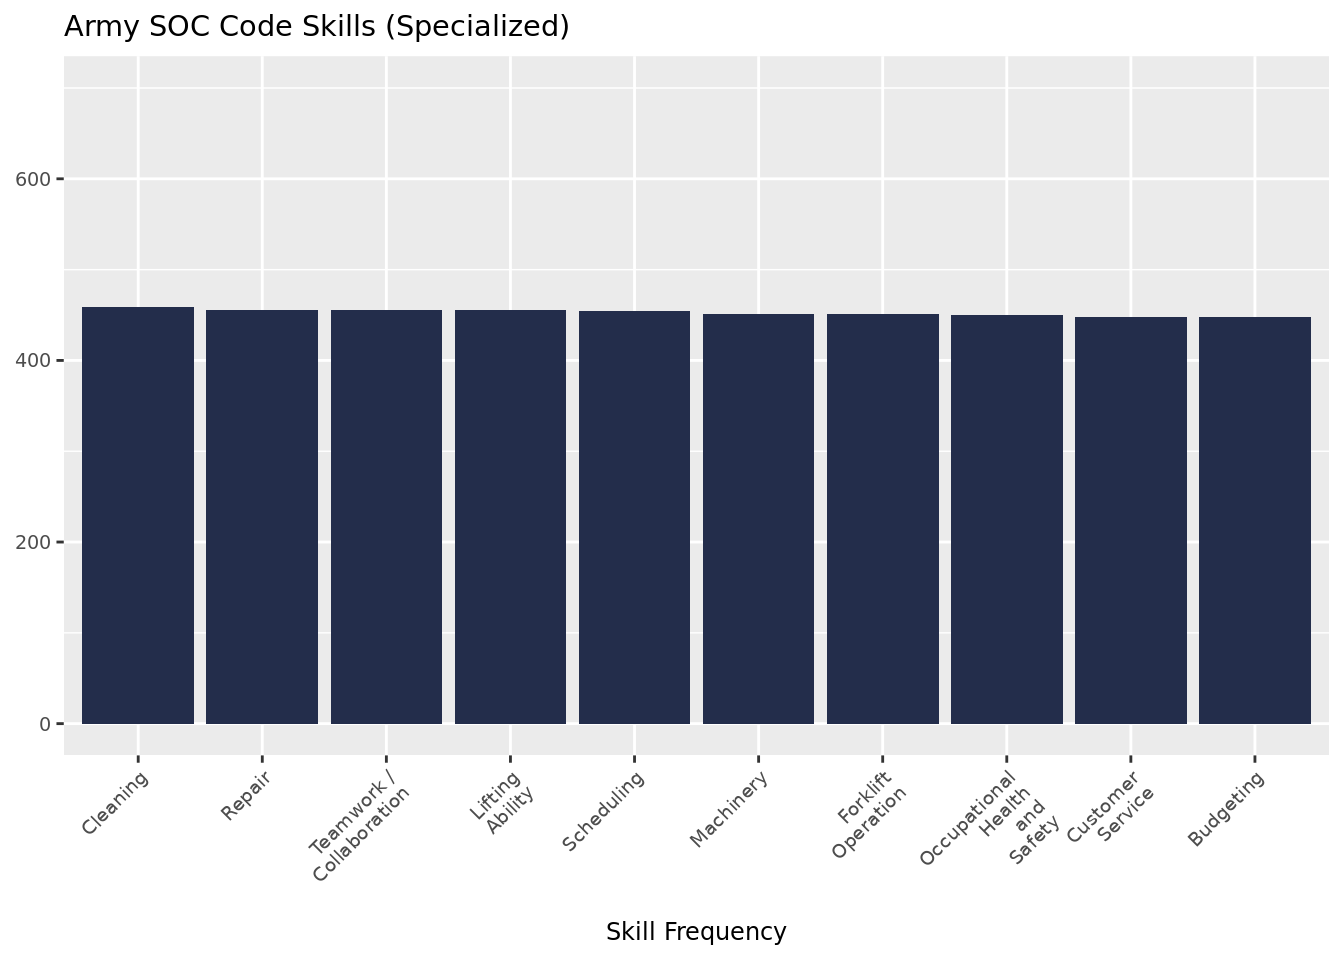 Army SOC Code Skills (Specialized)
600
400
200
0
Cleaning
Repair
Teamwork /
Collaboration
Lifting
Ability
Scheduling
Machinery
Forklift
Operation
Occupational
Health
and
Safety
Customer
Service
Budgeting
Skill Frequency